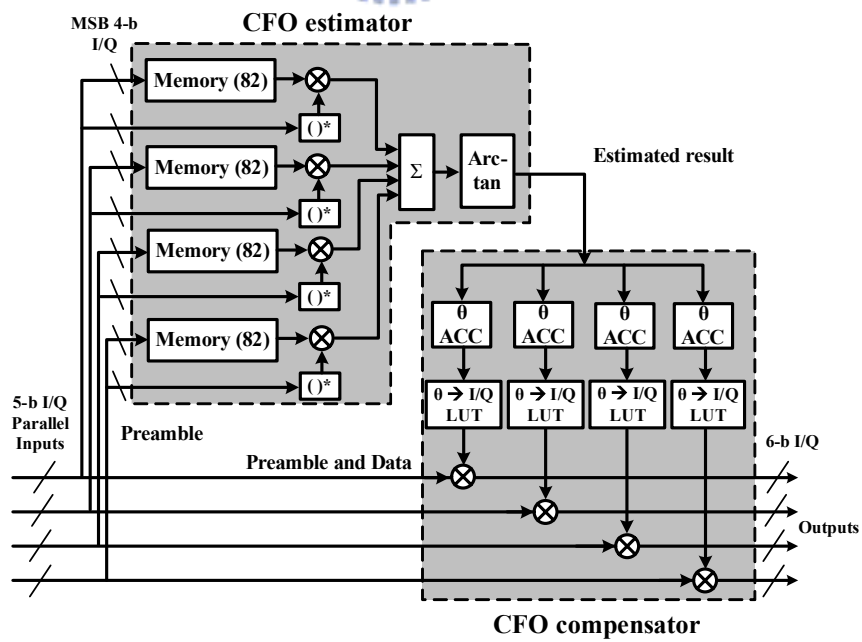 CFO estimator
MSB 4-b
I/Q
Memory (82)
( )*
Memory (82)
( )*
Memory (82)
( )*
Memory (82)
( )*
Σ
Arc-
tan
Estimated result
θ
ACC
θ
ACC
θ
ACC
θ
ACC
θ → I/Q
LUT
θ → I/Q
LUT
θ → I/Q
LUT
θ → I/Q
LUT
5-b I/Q
Parallel
Inputs
Preamble
Preamble and Data
6-b I/Q
Outputs
CFO compensator